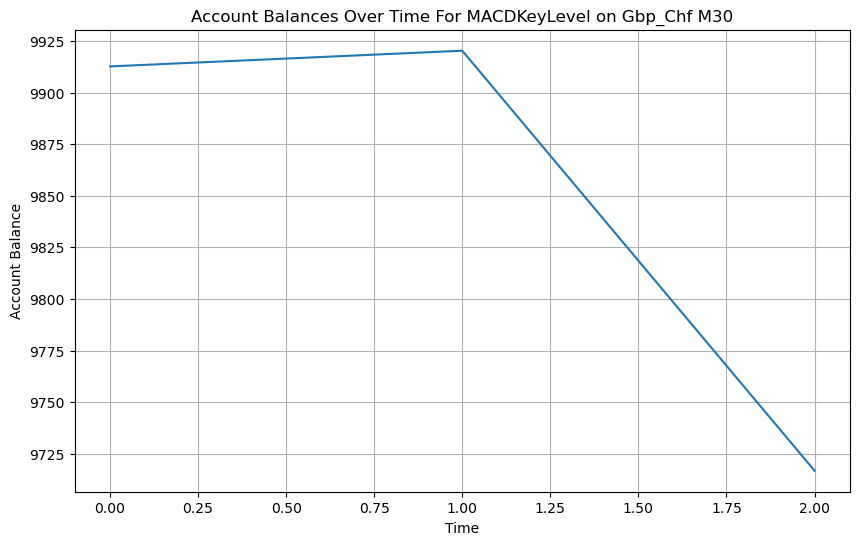 Account Balances Over Time For MACDKeyLevel on Gbp_Chf M30
9925
9900
9875
9850
9825
9800
9775
9750
9725
Account Balance
0.00 0.25 0.50 0.75 1.00 1.25 1.50 1.75 2.00
Time